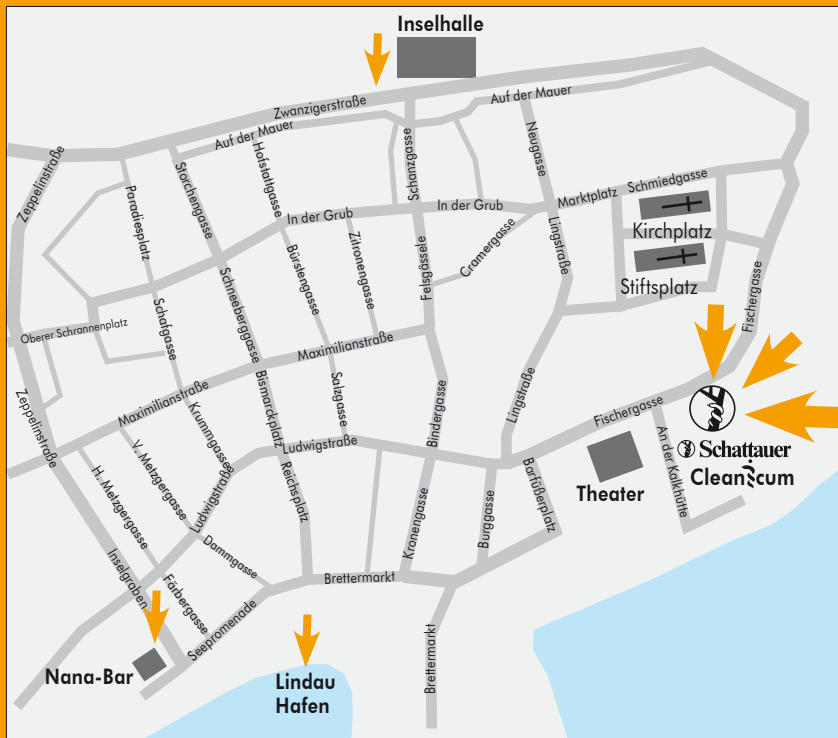 Inselhalle
Zwanzigerstraße
Auf der Mauer
Auf der Mauer
Zeppelinstraße
Paradiesplatz
Storchengasse
Hofstattgasse
Schanzgasse
Neugasse
Marktplatz
Schmiedgasse
In der Grub
In der Grub
Kirchplatz
Stiftsplatz
Cramergasse
Lingstraße
Felsgässele
Zitronengasse
Bürstengasse
Schneeberggasse
Schafgasse
Oberer Schrannenplatz
Fischergasse
Maximilianstraße
Maximilianstraße
Zeppelinstraße
Krummgasse
Bismarckplatz
Salzgasse
Bindergasse
Lingstraße
Fischergasse
An der Kalkhütte
Schattauer
Cleanicum
Theater
Ludwigstraße
Ludwigstraße
Reichsplatz
V. Metzgergasse
H. Metzgergasse
Kronengasse
Burggasse
Barfüßerplatz
Dammgasse
Inselgraben
Färbergasse
Brettermarkt
Seepromenade
Brettermarkt
Nana-Bar
Lindau
Hafen